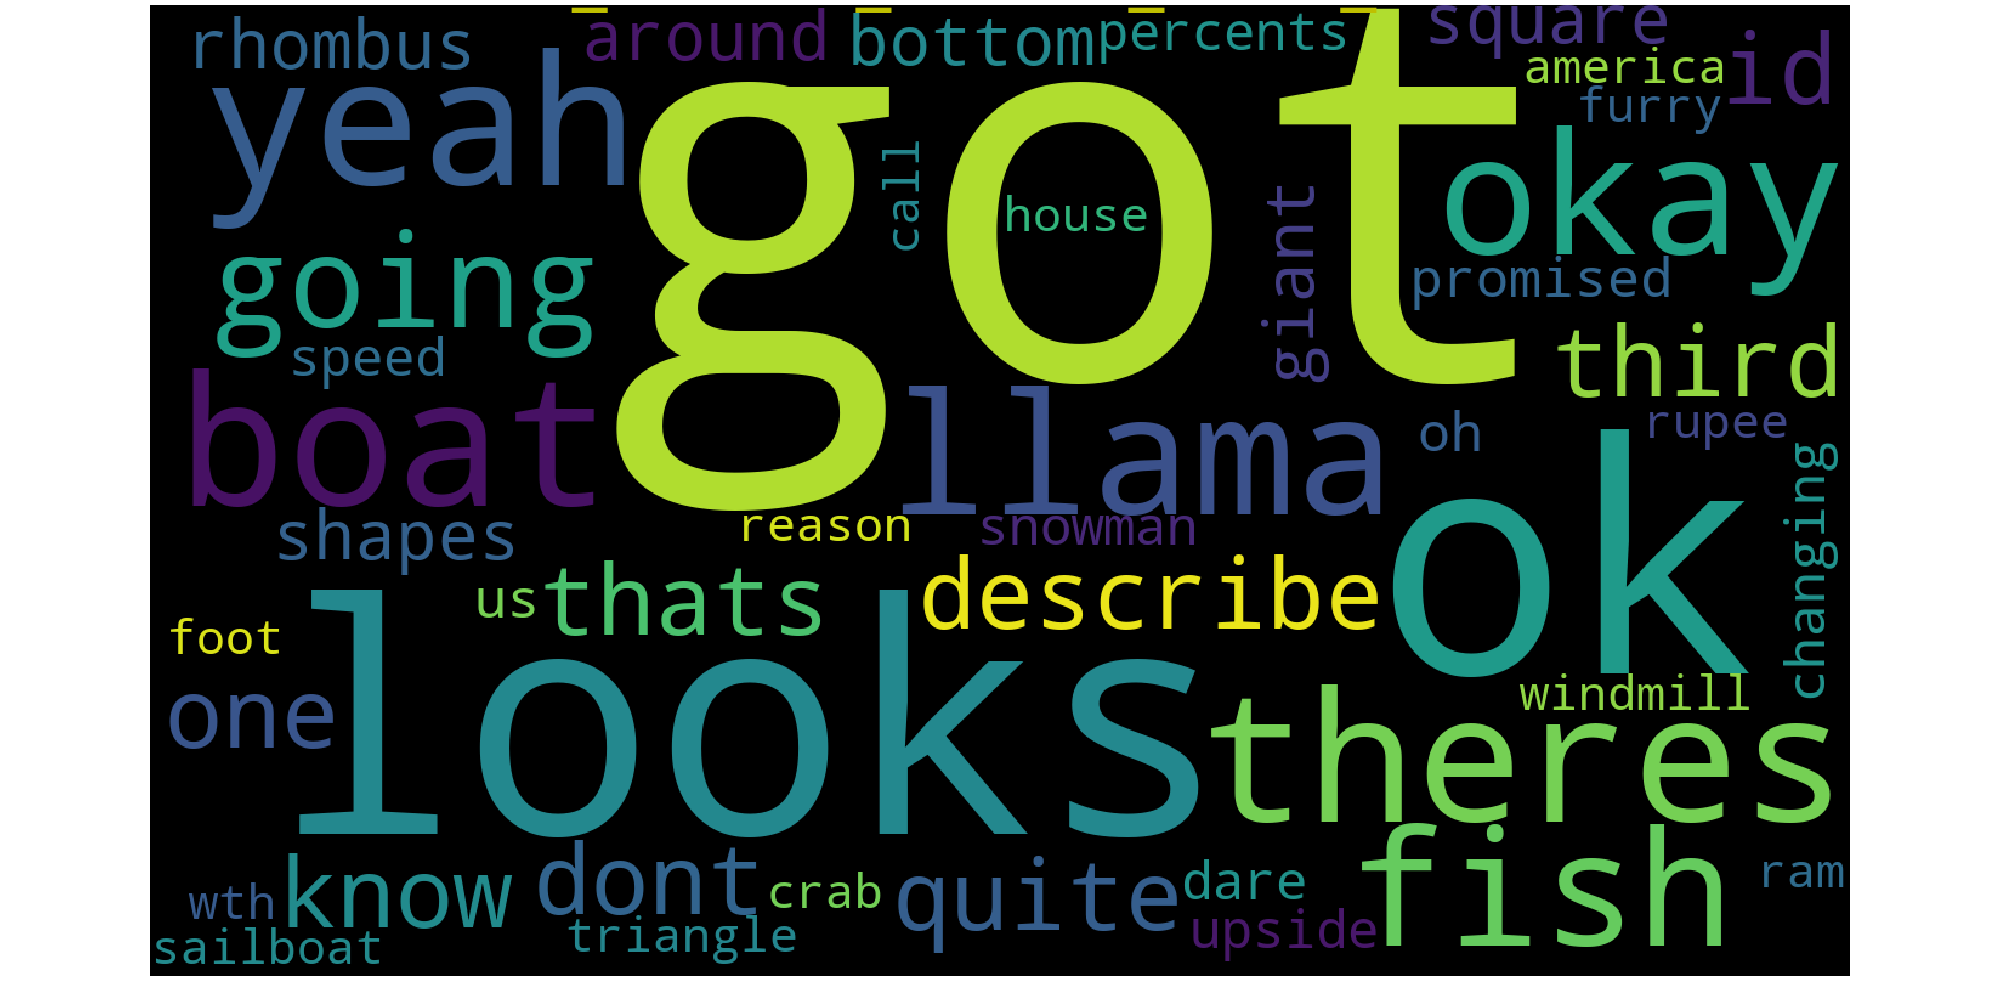 rhombus
around
bottom
percents
square
america
id
furry
yeah
got
call
house
giant
okay
promised
going
speed
third
boat
llama
oh
rupee
changing
shapes
reason
snowman
ok
us
thats
describe
foot
one
looks
windmill
theres
wth
know
dont
crab
quite
dare
fish
ram
sailboat
triangle
upside